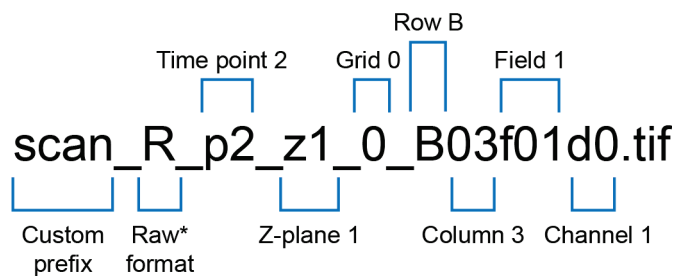 Row B
Time point 2 Grid 0 Field 1
scan_R_p2_z1_0_B03f01d0.tif
Custom prefix Raw* format Z-plane 1 Column 3 Channel 1